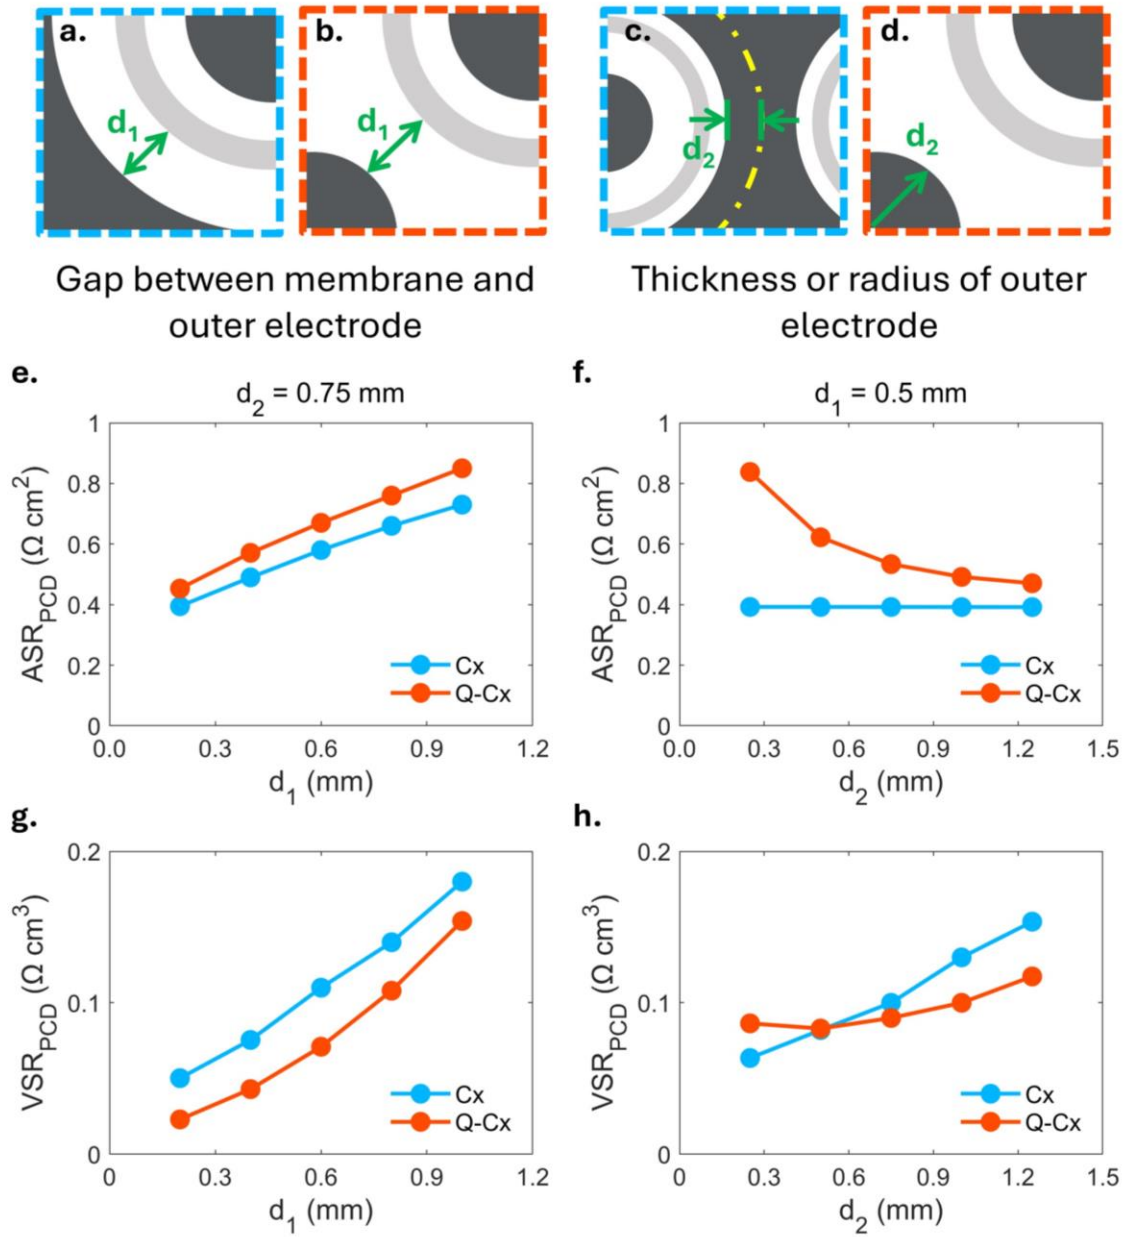 a.
b.
c.
d.
d1
d1
d2
d2
Gap between membrane and
outer electrode
Thickness or radius of outer
electrode
e.
d2 = 0.75 mm
ASRPCD (Ω cm2)
1
0.8
0.6
0.4
0.2
0
0.0
0.3
0.6
0.9
1.2
d1 (mm)
Cx
Q-Cx
f.
d1 = 0.5 mm
ASRPCD (Ω cm2)
1
0.8
0.6
0.4
0.2
0
0.0
0.3
0.6
0.9
1.2
1.5
d2 (mm)
Cx
Q-Cx
g.
VSRPCD (Ω cm3)
0.2
0.1
0
0
0.3
0.6
0.9
1.2
d1 (mm)
Cx
Q-Cx
h.
VSRPCD (Ω cm3)
0.2
0.1
0
0
0.3
0.6
0.9
1.2
1.5
d2 (mm)
Cx
Q-Cx